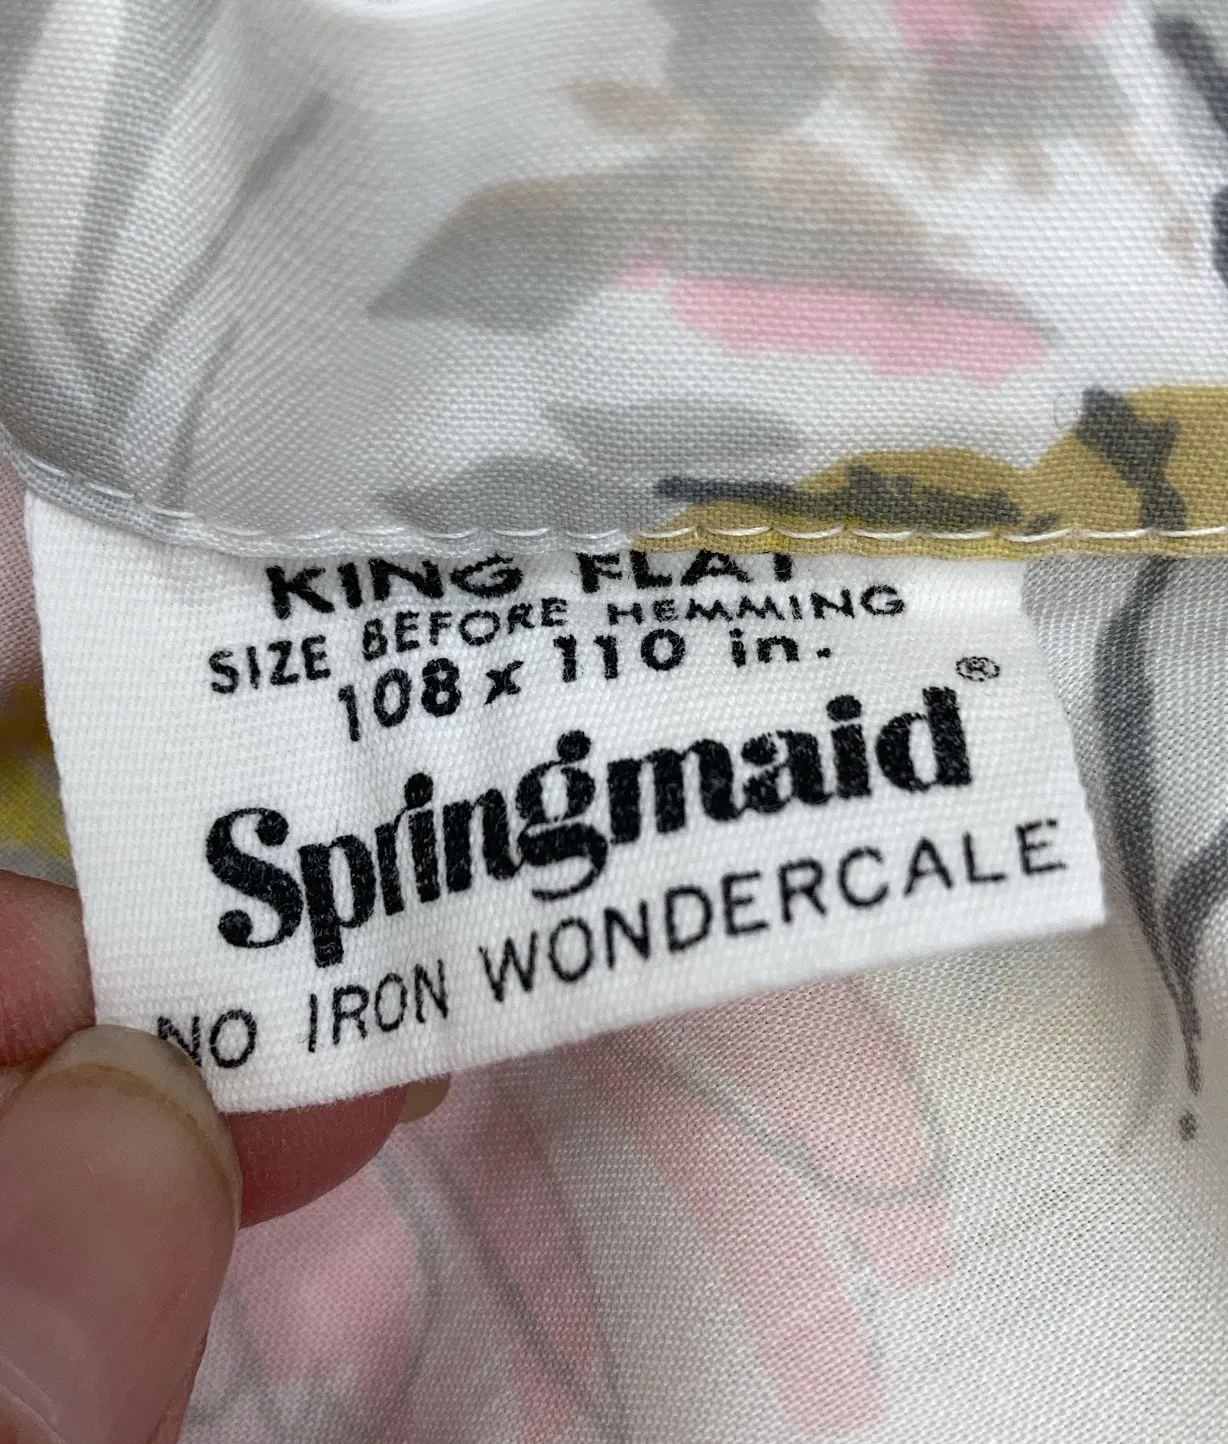 KING FLAT
SIZE BEFORE HEMMING
108 x 110 in.
Springmaid®
NO IRON WONDERCALE